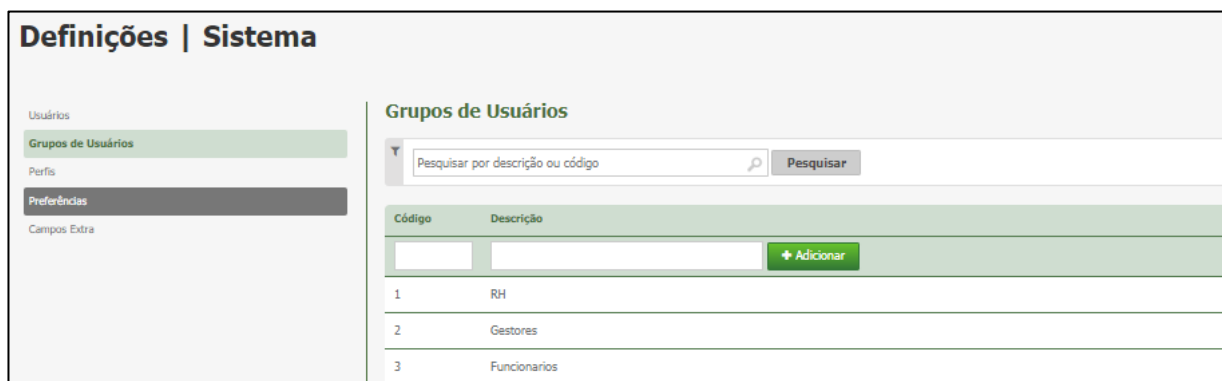 Definições | Sistema
Usuários
Grupos de Usuários
Perfis
Preferências
Campos Extra
Grupos de Usuários
Pesquisar por descrição ou código
Pesquisar
Código Descrição
+ Adicionar
1 RH
2 Gestores
3 Funcionarios